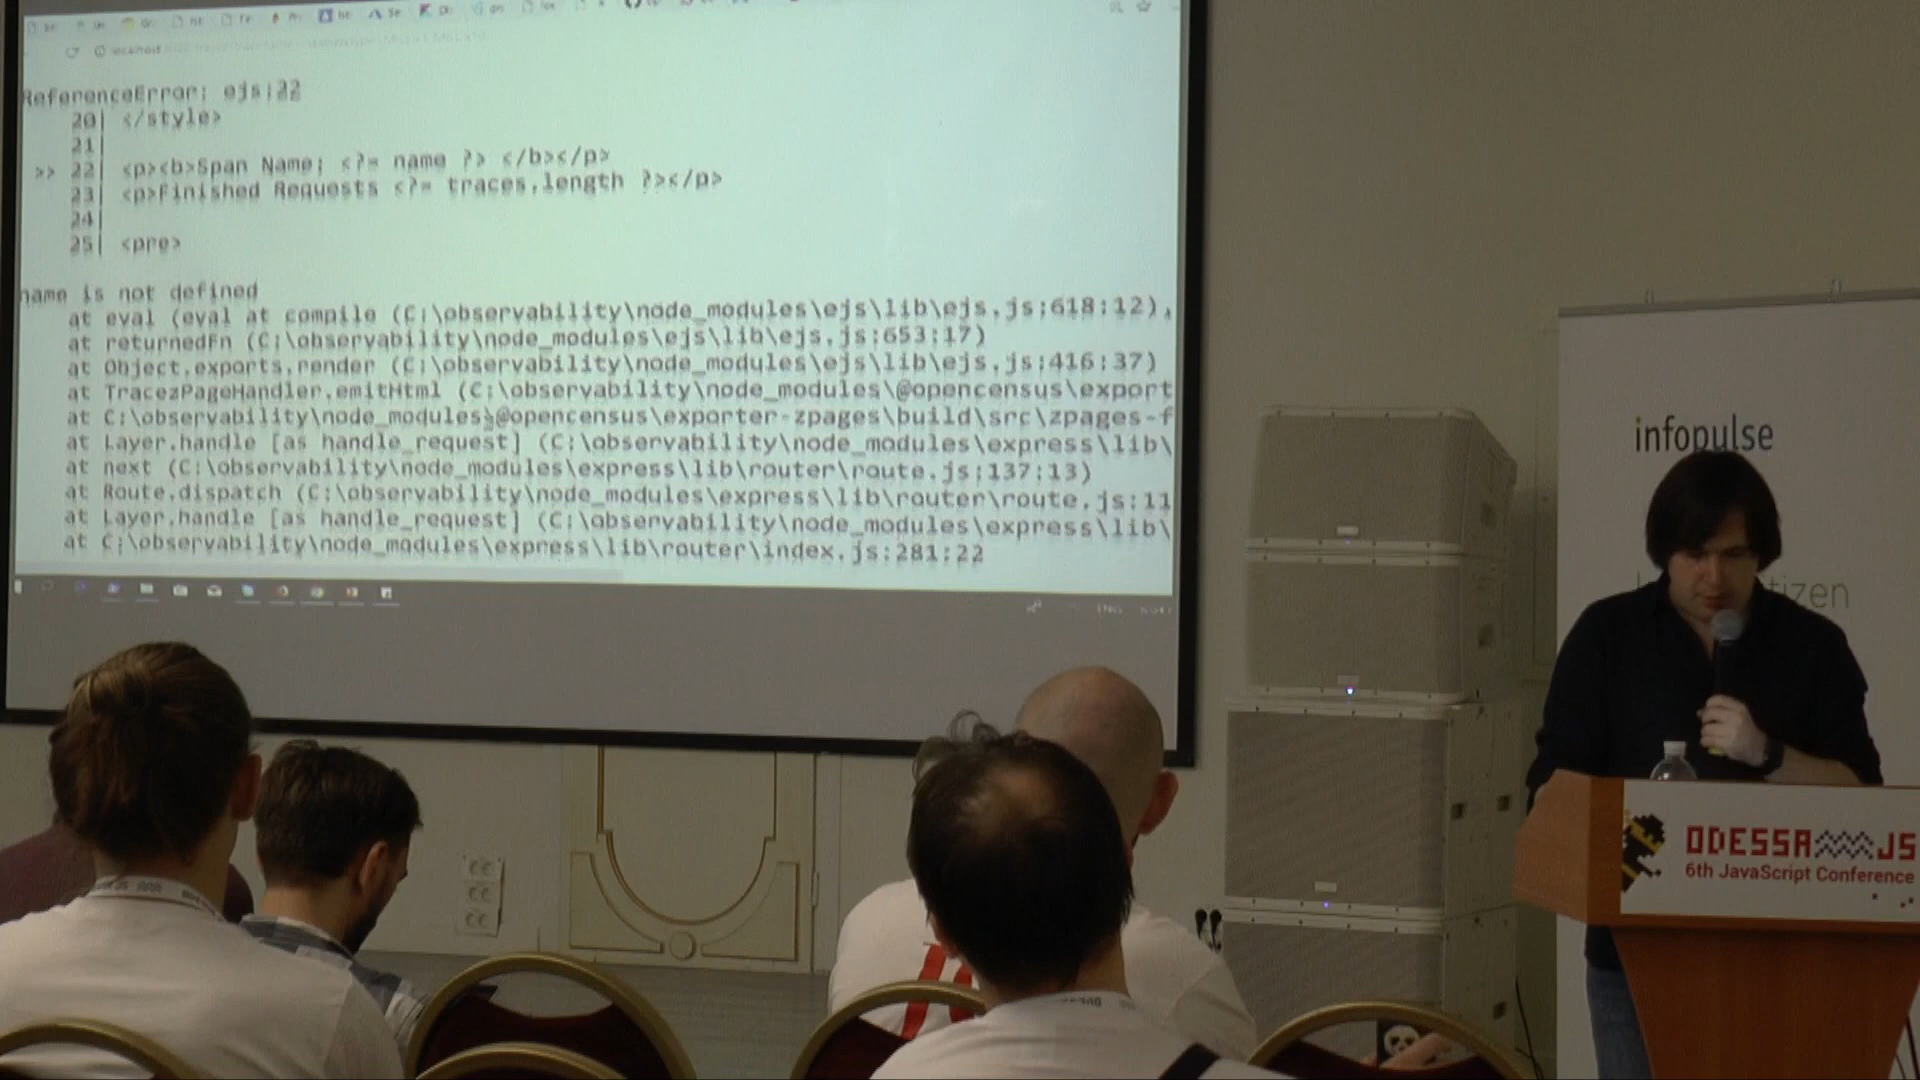 localhost
ReferenceError: ejs:22
20| </style>
21|
>> 22| <p><b>Span Name: <?= name ?> </b></p>
23| <p>Finished Requests <?= traces.length ?></p>
24|
25| <pre>
name is not defined
at eval (eval at compile (C:\observability\node_modules\ejs\lib\ejs.js:618:12),
at returnedFn (C:\observability\node_modules\ejs\lib\ejs.js:653:17)
at Object.exports.render (C:\observability\node_modules\ejs\lib\ejs.js:416:37)
at TracezPageHandler.emitHtml (C:\observability\node_modules\@opencensus\export
at C:\observability\node_modules\@opencensus\exporter-zpages\build\src\zpages-f
at Layer.handle [as handle_request] (C:\observability\node_modules\express\lib\
at next (C:\observability\node_modules\express\lib\router\route.js:137:13)
at Route.dispatch (C:\observability\node_modules\express\lib\router\route.js:11
at Layer.handle [as handle_request] (C:\observability\node_modules\express\lib\
at C:\observability\node_modules\express\lib\router\index.js:281:22
ENG
infopulse
tizen
ODESSA JS
6th JavaScript Conference